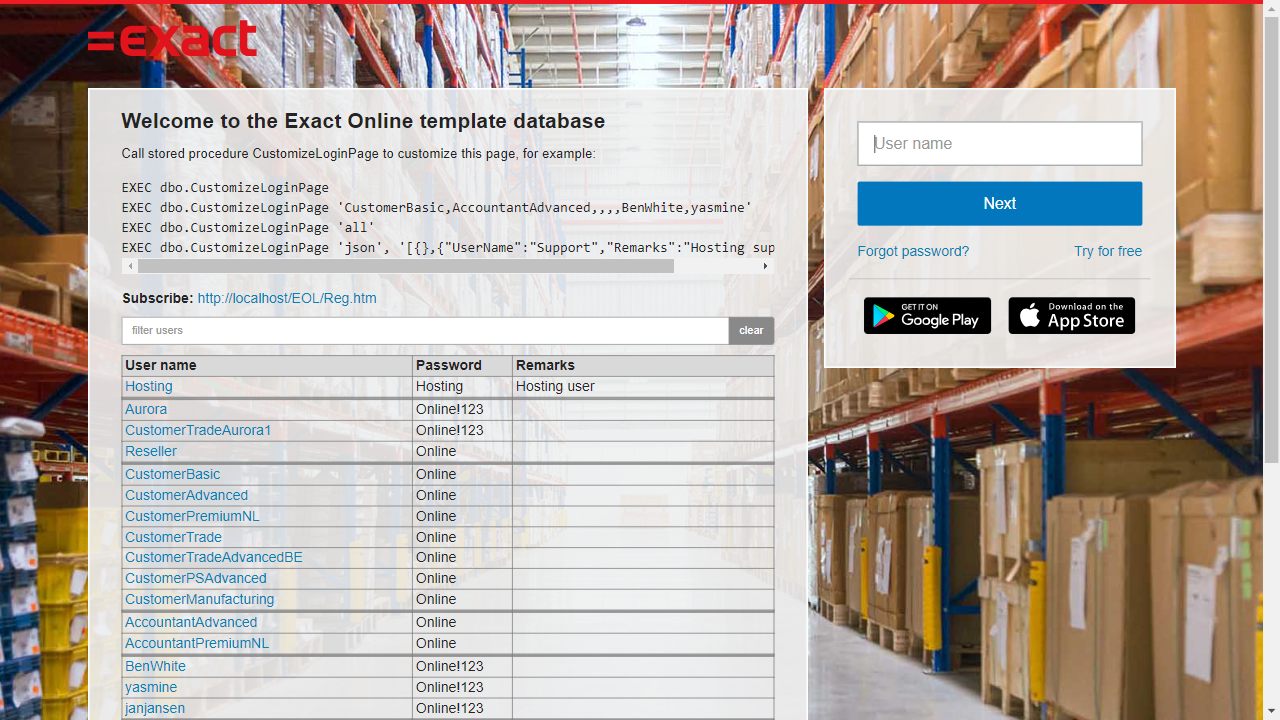 =exact
Welcome to the Exact Online template database
Call stored procedure CustomizeLoginPage to customize this page, for example:
EXEC dbo.CustomizeLoginPage
EXEC dbo.CustomizeLoginPage 'CustomerBasic,AccountantAdvanced,,,,BenWhite,yasmine'
EXEC dbo.CustomizeLoginPage 'all'
EXEC dbo.CustomizeLoginPage 'json', '[{},{"UserName":"Support","Remarks":"Hosting sup
Subscribe: http://localhost/EOL/Reg.htm
filter users clear
User name Password Remarks
Hosting Hosting Hosting user
Aurora Online!123
CustomerTradeAurora1 Online!123
Reseller Online
CustomerBasic Online
CustomerAdvanced Online
CustomerPremiumNL Online
CustomerTrade Online
CustomerTradeAdvancedBE Online
CustomerPSAdvanced Online
CustomerManufacturing Online
AccountantAdvanced Online
AccountantPremiumNL Online
BenWhite Online!123
yasmine Online!123
janjansen Online!123
User name
Next
Forgot password? Try for free
GET IT ON
Google Play
Download on the
App Store